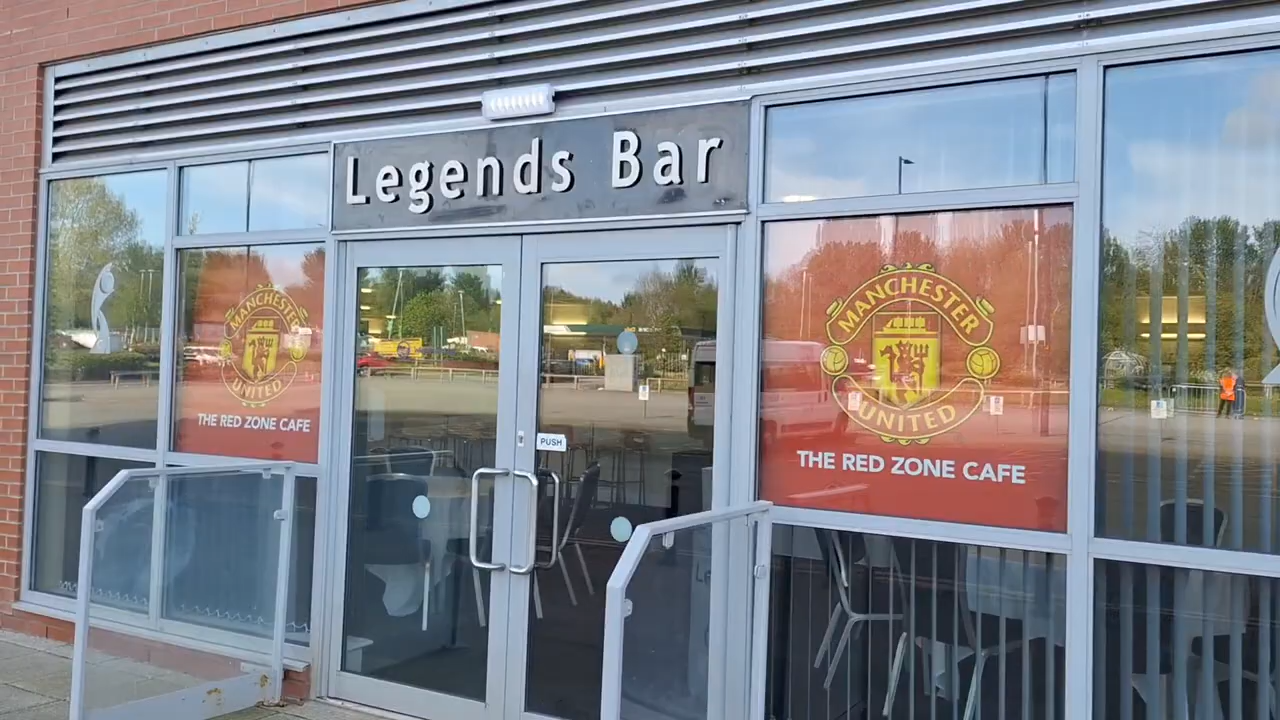 Legends Bar
MANCHESTER
UNITED
THE RED ZONE CAFE
PUSH
MANCHESTER
UNITED
THE RED ZONE CAFE